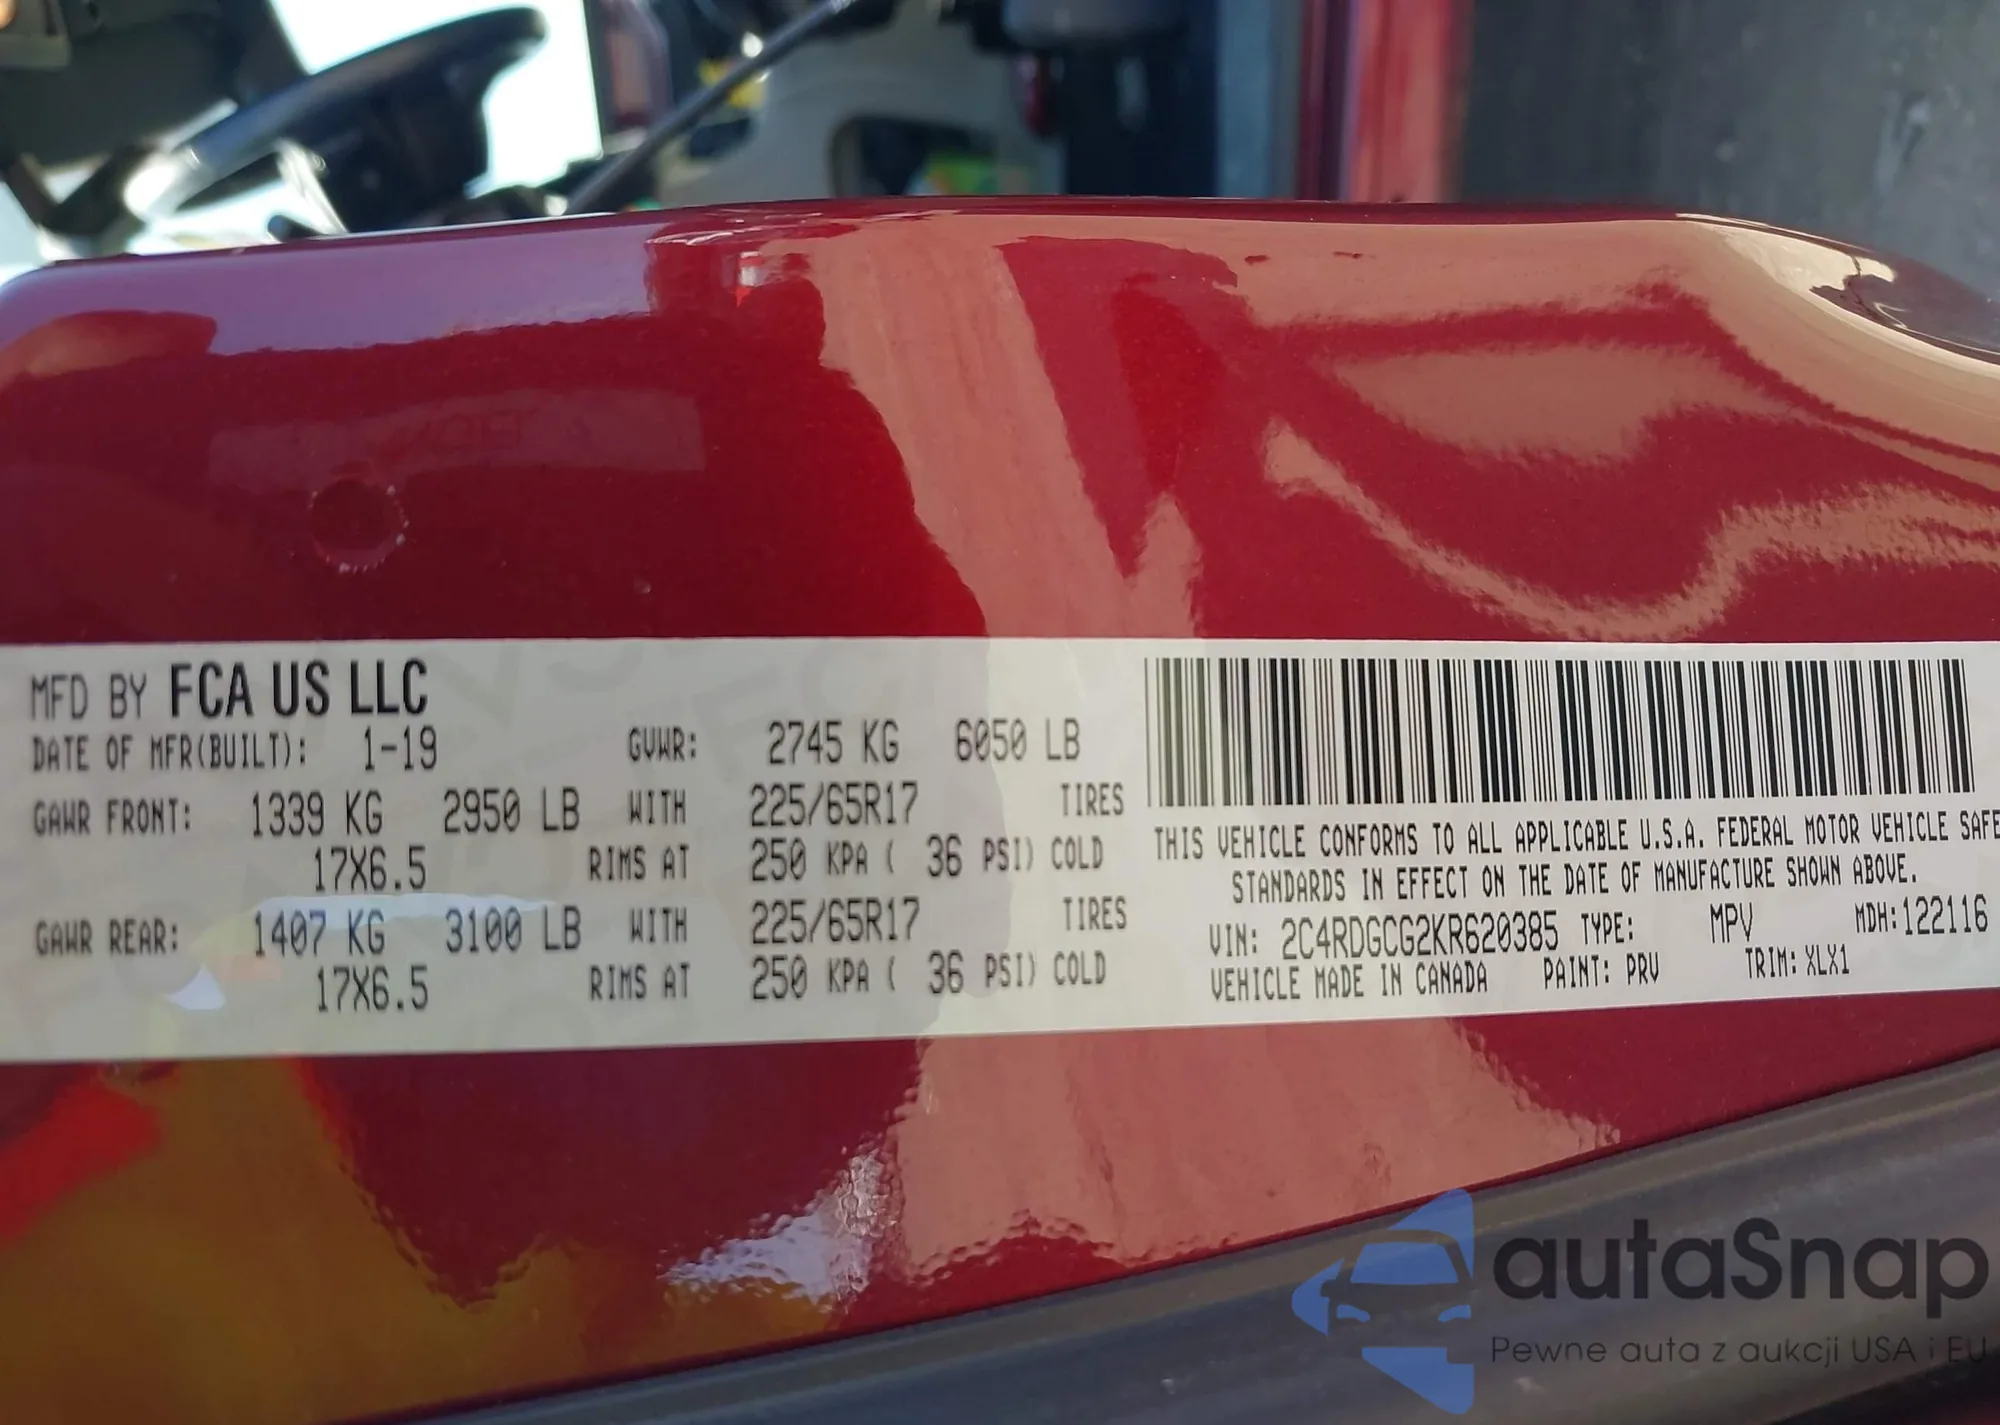 MFD BY FCA US LLC
DATE OF MFR(BUILT): 1-19 GVWR: 2745 KG 6050 LB
GAWR FRONT: 1339 KG 2950 LB WITH 225/65R17 TIRES
17X6.5 RIMS AT 250 KPA ( 36 PSI) COLD
GAWR REAR: 1407 KG 3100 LB WITH 225/65R17 TIRES
17X6.5 RIMS AT 250 KPA ( 36 PSI) COLD
THIS VEHICLE CONFORMS TO ALL APPLICABLE U.S.A. FEDERAL MOTOR VEHICLE SAFE
STANDARDS IN EFFECT ON THE DATE OF MANUFACTURE SHOWN ABOVE.
VIN: 2C4RDGCG2KR620385 TYPE: MPV MDH:122116
VEHICLE MADE IN CANADA PAINT: PRV TRIM: XLX1
autaSnap
Pewne auta z aukcji USA i EU